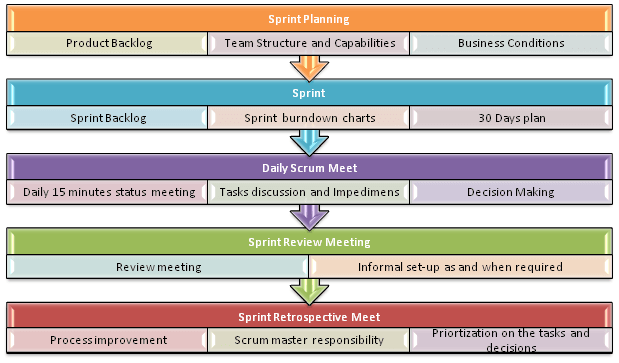 Sprint Planning
Product Backlog Team Structure and Capabilities Business Conditions
Sprint
Sprint Backlog Sprint burndown charts 30 Days plan
Daily Scrum Meet
Daily 15 minutes status meeting Tasks discussion and Impedimens Decision Making
Sprint Review Meeting
Review meeting Informal set-up as and when required
Sprint Retrospective Meet
Process improvement Scrum master responsibility Priortization on the tasks and
decisions